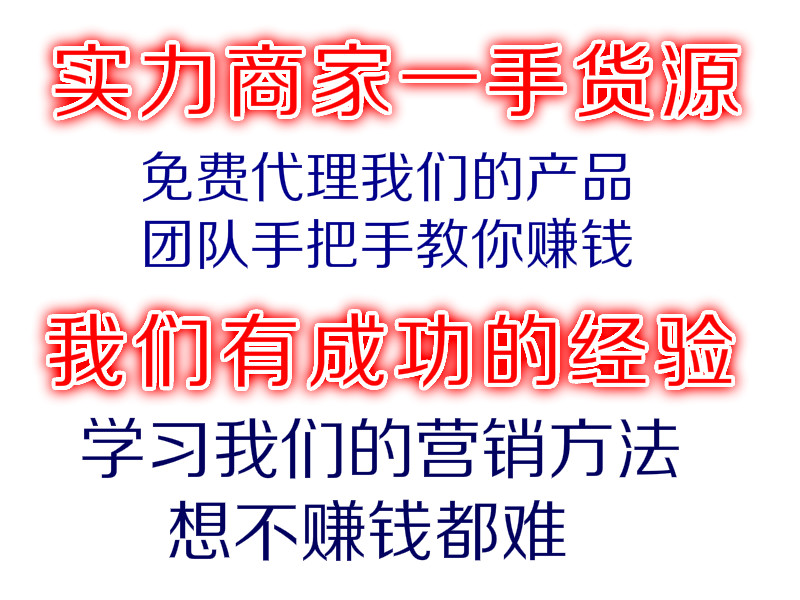 实力商家一手货源
免费代理我们的产品
团队手把手教你赚钱
我们有成功的经验
学习我们的营销方法
想不赚钱都难